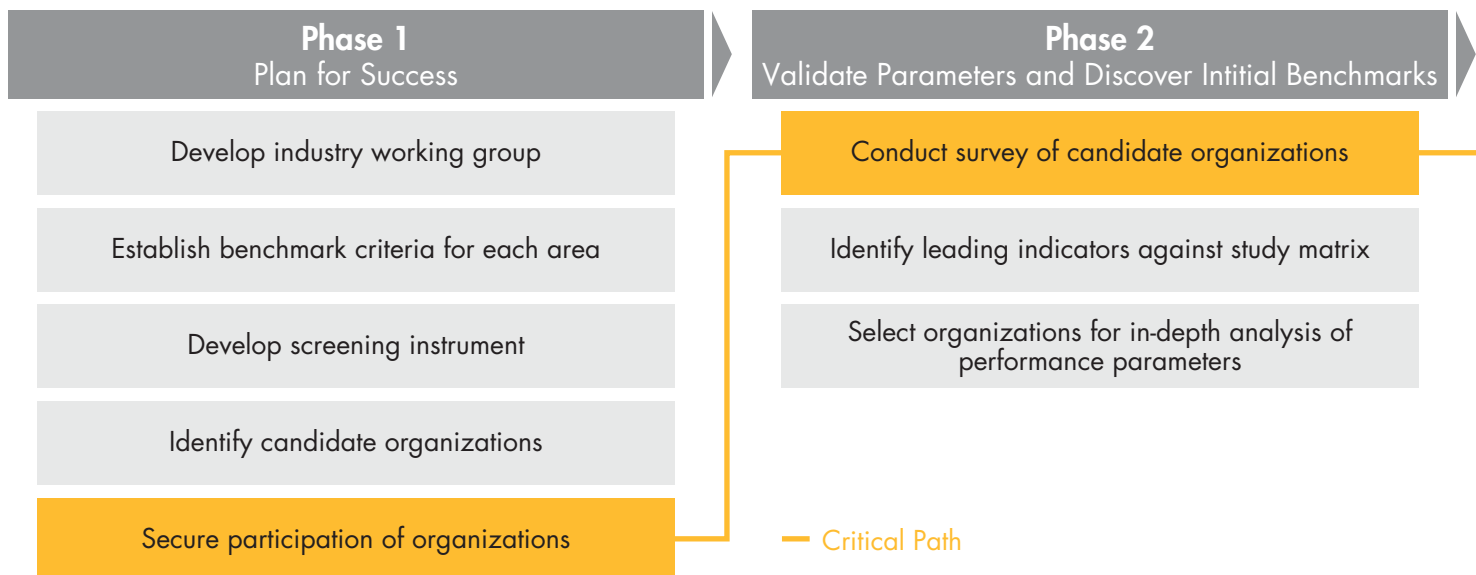 Phase 1
Plan for Success
Develop industry working group
Establish benchmark criteria for each area
Develop screening instrument
Identify candidate organizations
Secure participation of organizations
Phase 2
Validate Parameters and Discover Intitial Benchmarks
Conduct survey of candidate organizations
Identify leading indicators against study matrix
Select organizations for in-depth analysis of
performance parameters
Critical Path